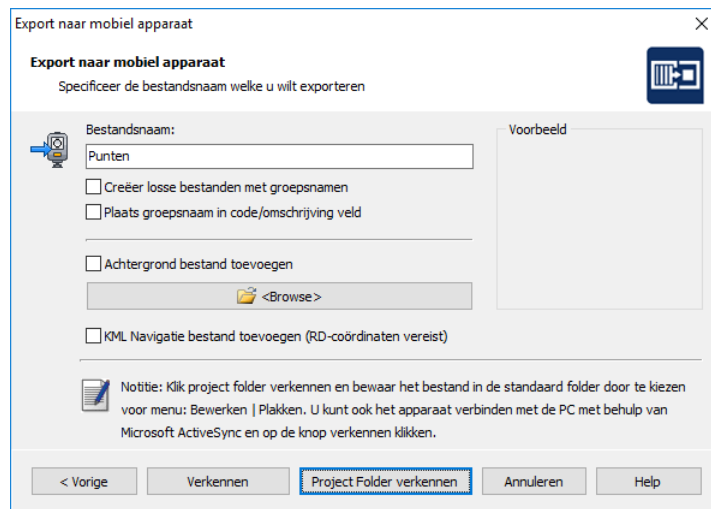 Export naar mobiel apparaat
Export naar mobiel apparaat
Specificeer de bestandsnaam welke u wilt exporteren
Bestandsnaam:
Punten
Creëer losse bestanden met groepsnamen
Plaats groepsnaam in code/omschrijving veld
Achtergrond bestand toevoegen
<Browse>
KML Navigatie bestand toevoegen (RD-coördinaten vereist)
Voorbeeld
Notitie: Klik project folder verkennen en bewaar het bestand in de standaard folder door te kiezen
voor menu: Bewerken | Plakken. U kunt ook het apparaat verbinden met de PC met behulp van
Microsoft ActiveSync en op de knop verkennen klikken.
< Vorige
Verkennen
Project Folder verkennen
Annuleren
Help